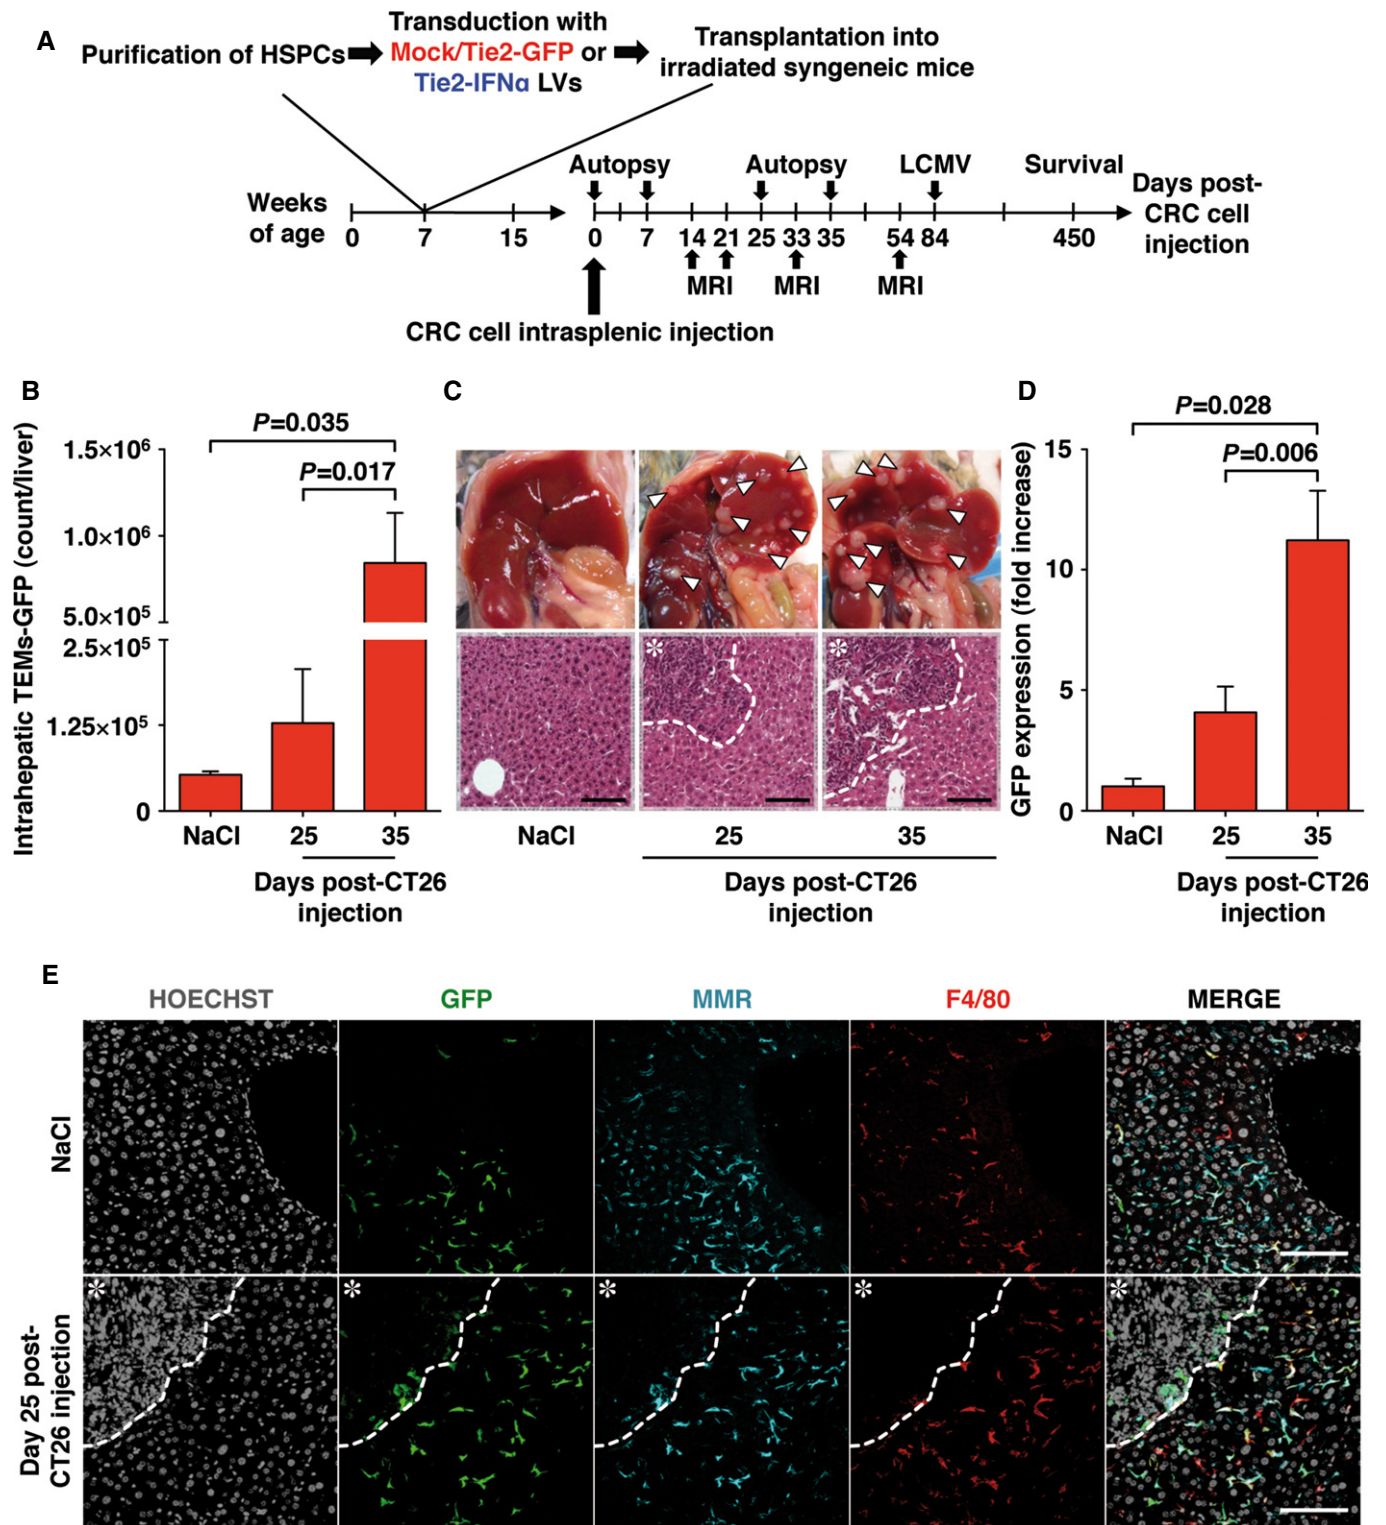 A
Purification of HSPCs
Transduction with
Mock/Tie2-GFP or
Tie2-IFNα LVs
Transplantation into
irradiated syngeneic mice
Autopsy
Autopsy
LCMV
Survival
Weeks
of age
0
7
15
0
7
14
21
25
33
35
54
84
450
Days post-
CRC cell
injection
MRI
MRI
MRI
CRC cell intrasplenic injection
B
Intrahepatic TEMs-GFP (count/liver)
P=0.035
P=0.017
1.5×10⁶
1.0×10⁶
5.0×10⁵
2.5×10⁵
1.25×10⁵
0
NaCl
25
35
Days post-CT26
injection
C
*
*
NaCl
25
35
Days post-CT26
injection
D
GFP expression (fold increase)
P=0.028
P=0.006
15
10
5
0
NaCl
25
35
Days post-CT26
injection
E
HOECHST
GFP
MMR
F4/80
MERGE
NaCl
Day 25 post-
CT26 injection
*
*
*
*
*